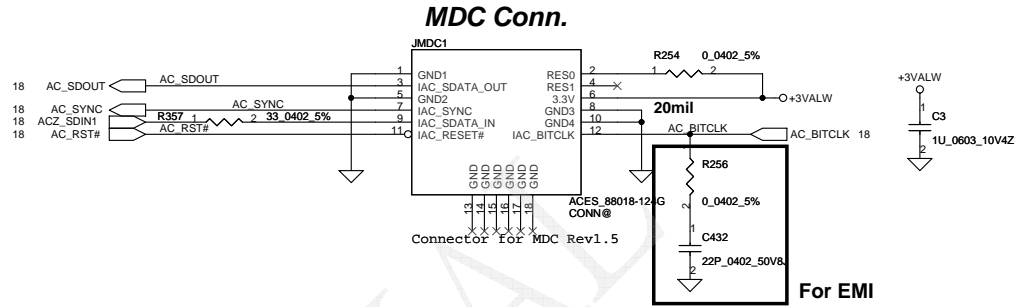 MDC Conn.
JMDC1
1 GND1 RES0 2
3 IAC_SDATA_OUT RES1 4
5 GND2 3.3V 6
7 IAC_SYNC GND3 8
9 IAC_SDATA_IN GND4 10
11 IAC_RESET# IAC_BITCLK 12
18 AC_SDOUT AC_SDOUT
18 AC_SYNC AC_SYNC
18 ACZ_SDIN1 R357 1 2 33_0402_5%
18 AC_RST# AC_RST#
R254 0_0402_5%
1 2
+3VALW
20mil
AC_BITCLK AC_BITCLK 18
GND GND GND GND GND GND
13 14 15 16 17 18
ACES_88018-124G
CONN@
Connector for MDC Rev1.5
R256
1
2 0_0402_5%
1 C432
2 22P_0402_50V8J
For EMI
+3VALW
1
C3
2 1U_0603_10V4Z